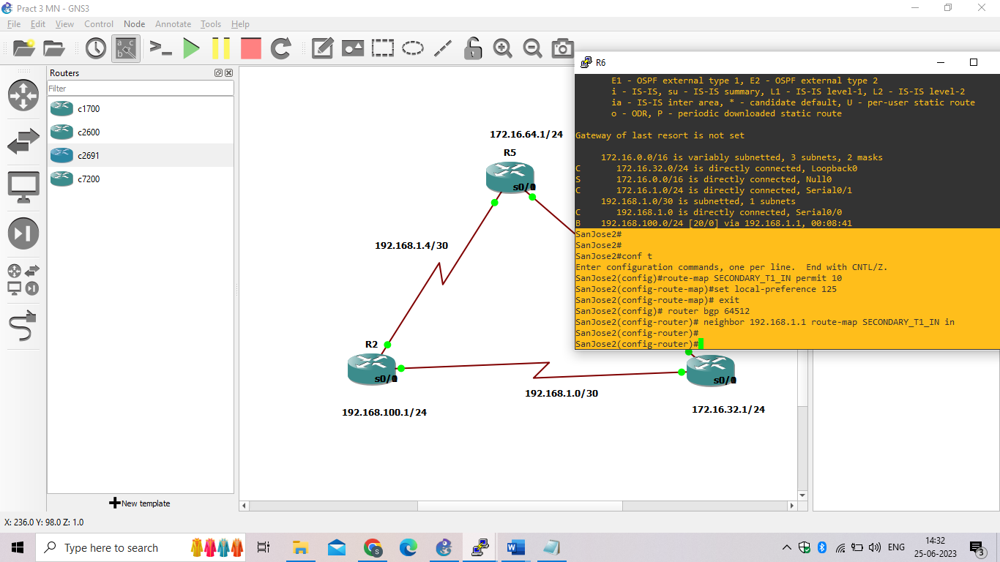 Pract 3 MN - GNS3
File Edit View Control Node Annotate Tools Help
Routers
Filter
c1700
c2600
c2691
c7200
New template
X: 236.0 Y: 98.0 Z: 1.0
172.16.64.1/24
R5
s0/
192.168.1.4/30
R2
s0/
192.168.100.1/24
192.168.1.0/30
s0/
172.16.32.1/24
R6
E1 - OSPF external type 1, E2 - OSPF external type 2
i - IS-IS, su - IS-IS summary, L1 - IS-IS level-1, L2 - IS-IS level-2
ia - IS-IS inter area, * - candidate default, U - per-user static route
o - ODR, P - periodic downloaded static route
Gateway of last resort is not set
172.16.0.0/16 is variably subnetted, 3 subnets, 2 masks
C 172.16.32.0/24 is directly connected, Loopback0
S 172.16.0.0/16 is directly connected, Null0
C 172.16.1.0/24 is directly connected, Serial0/1
192.168.1.0/30 is subnetted, 1 subnets
C 192.168.1.0 is directly connected, Serial0/0
B 192.168.100.0/24 [20/0] via 192.168.1.1, 00:08:41
SanJose2#
SanJose2#
SanJose2#conf t
Enter configuration commands, one per line. End with CNTL/Z.
SanJose2(config)#route-map SECONDARY_T1_IN permit 10
SanJose2(config-route-map)#set local-preference 125
SanJose2(config-route-map)# exit
SanJose2(config)# router bgp 64512
SanJose2(config-router)# neighbor 192.168.1.1 route-map SECONDARY_T1_IN in
SanJose2(config-router)#
SanJose2(config-router)#
Type here to search
ENG
14:32
25-06-2023
3